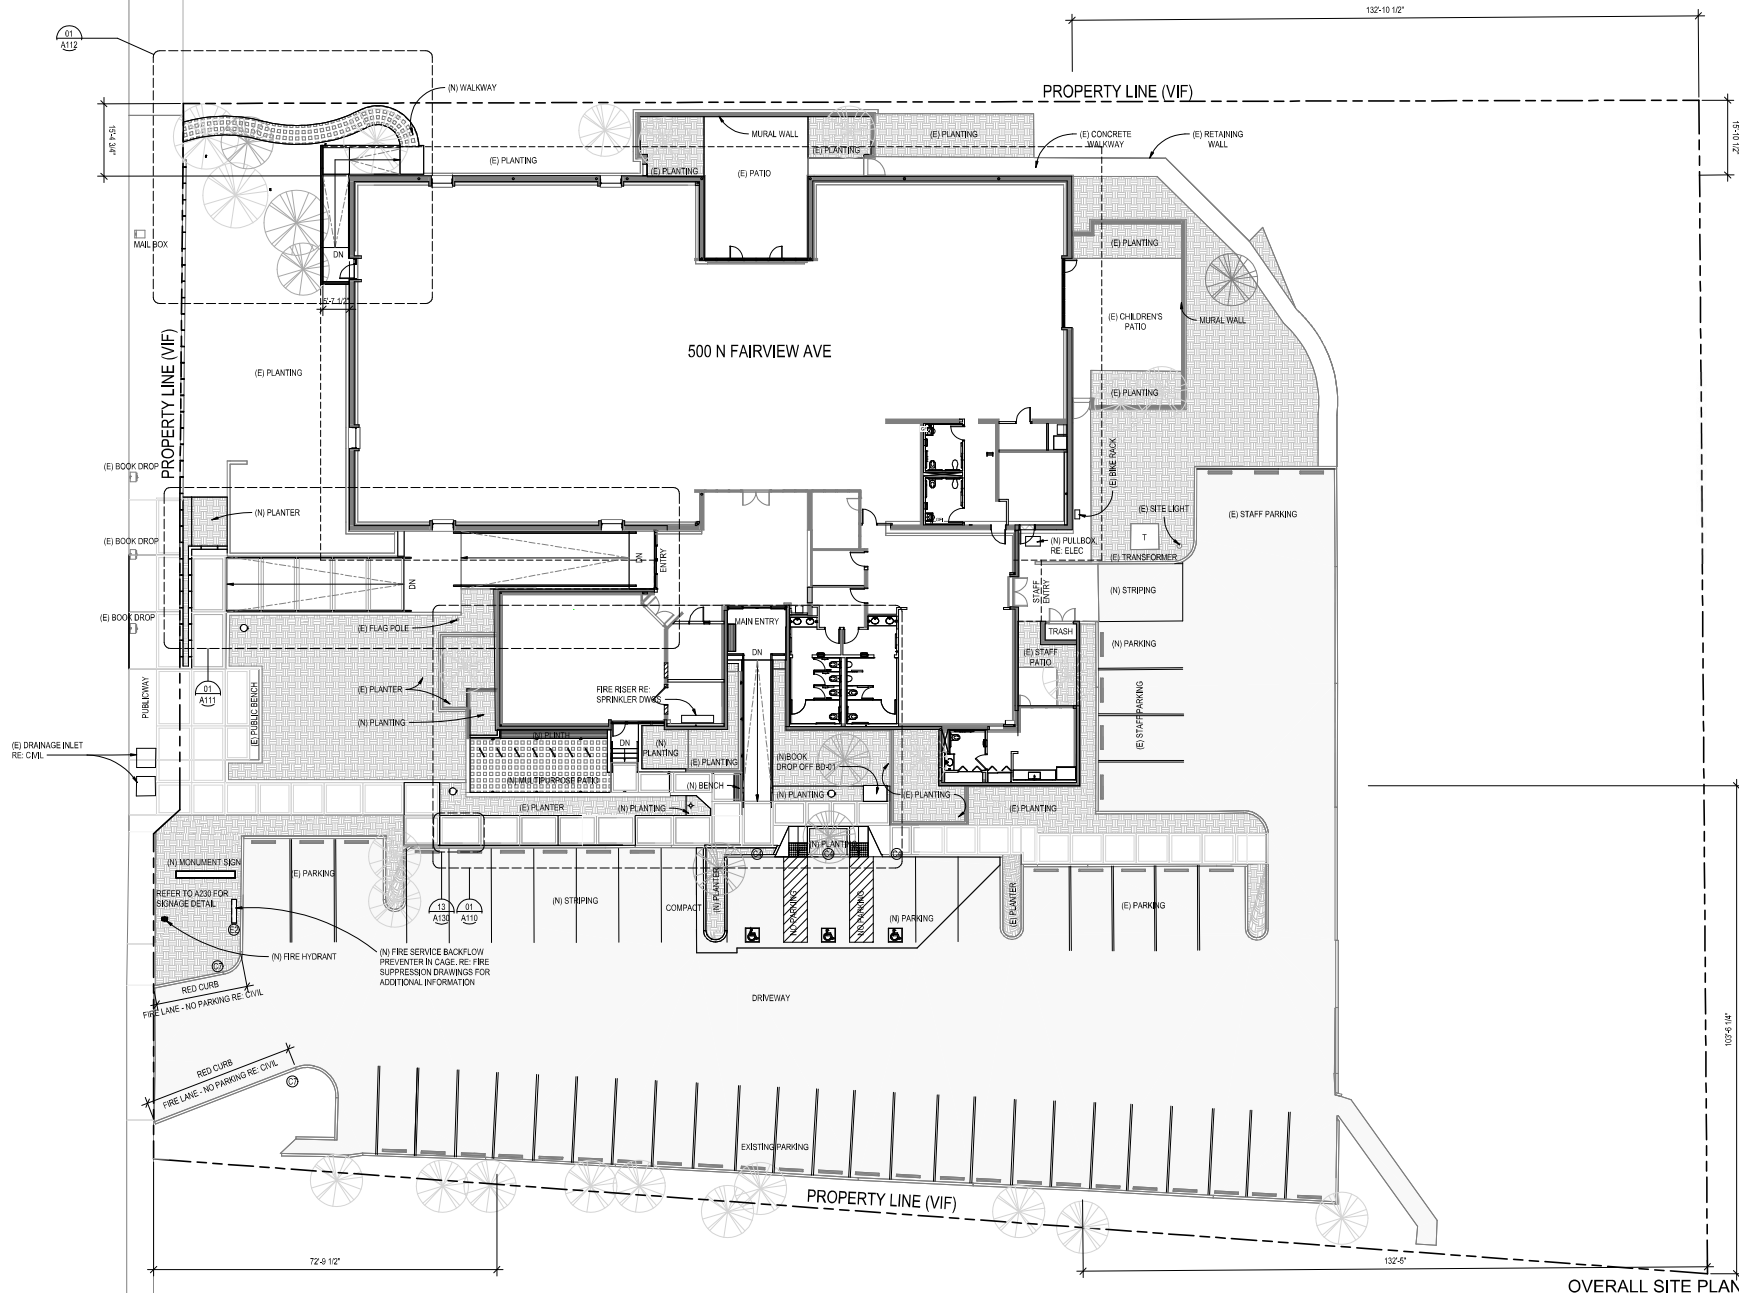 132'-10 1/2"
01
A112
(N) WALKWAY
PROPERTY LINE (VIF)
15'-4 3/4"
15'-10 1/2"
MURAL WALL
(E) PLANTING
(E) CONCRETE
WALKWAY
(E) RETAINING
WALL
(E) PLANTING
(E) PLANTING
(E) PLANTING
(E) PATIO
MAIL BOX
DN
(E) PLANTING
5'-7 1/2"
(E) CHILDREN'S
PATIO
MURAL WALL
PROPERTY LINE (VIF)
500 N FAIRVIEW AVE
(E) PLANTING
(E) PLANTING
(E) BOOK DROP
(E) BIKE RACK
(N) PLANTER
(E) SITE LIGHT
(E) STAFF PARKING
(E) BOOK DROP
(N) PULLBOX,
RE: ELEC
T
(E) TRANSFORMER
DN
ENTRY
DN
STAFF
ENTRY
(N) STRIPING
(E) BOOK DROP
(E) FLAG POLE
MAIN ENTRY
TRASH
(N) PARKING
DN
(E) STAFF
PATIO
01
A111
PUBLIC WAY
(E) PUBLIC BENCH
(E) PLANTER
FIRE RISER RE:
SPRINKLER DWGS
(N) PLANTING
(E) STAFF PARKING
(E) DRAINAGE INLET
RE: CIVIL
(N) PLINTH
DN
(N)
PLANTING
(E) PLANTING
(N)BOOK
DROP OFF BD-01
(N) MULTIPURPOSE PATIO
(N) BENCH
(N) PLANTING
(E) PLANTING
(E) PLANTER
(N) PLANTING
(E) PLANTING
(N) PLANTING
(N) MONUMENT SIGN
(E) PARKING
REFER TO A230 FOR
SIGNAGE DETAIL
(N) STRIPING
COMPACT
(N) PLANTER
NO PARKING
NO PARKING
(N) PARKING
(E) PLANTER
(E) PARKING
13
A130
01
A110
(N) FIRE HYDRANT
(N) FIRE SERVICE BACKFLOW
PREVENTER IN CAGE. RE: FIRE
SUPPRESSION DRAWINGS FOR
ADDITIONAL INFORMATION
RED CURB
FIRE LANE - NO PARKING RE: CIVIL
DRIVEWAY
103'-6 1/4"
RED CURB
FIRE LANE - NO PARKING RE: CIVIL
EXISTING PARKING
PROPERTY LINE (VIF)
72'-9 1/2"
132'-5"
OVERALL SITE PLAN